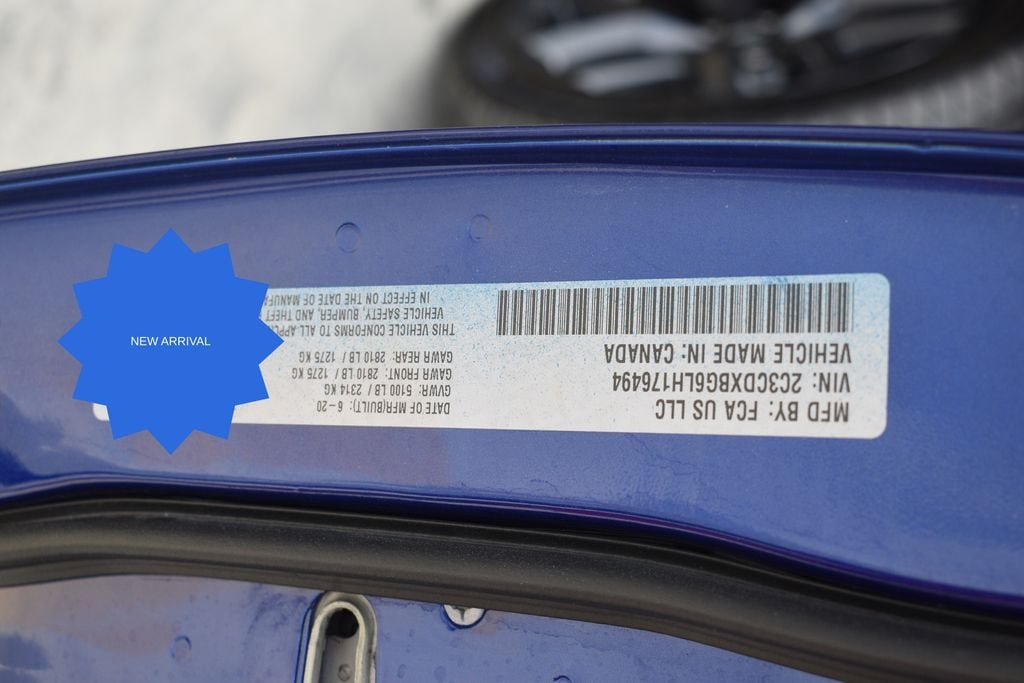 MFD BY: FCA US LLC
VIN: 2C3CDXBG6LH176494
VEHICLE MADE IN: CANADA
DATE OF MFR(BUILT): 6-20
GVWR: 5100 LB / 2314 KG
GAWR FRONT: 2810 LB / 1275 KG
GAWR REAR: 2810 LB / 1275 KG
THIS VEHICLE CONFORMS TO ALL
VEHICLE SAFETY, BUMPER, AND THEFT
IN EFFECT ON THE DATE OF
NEW ARRIVAL